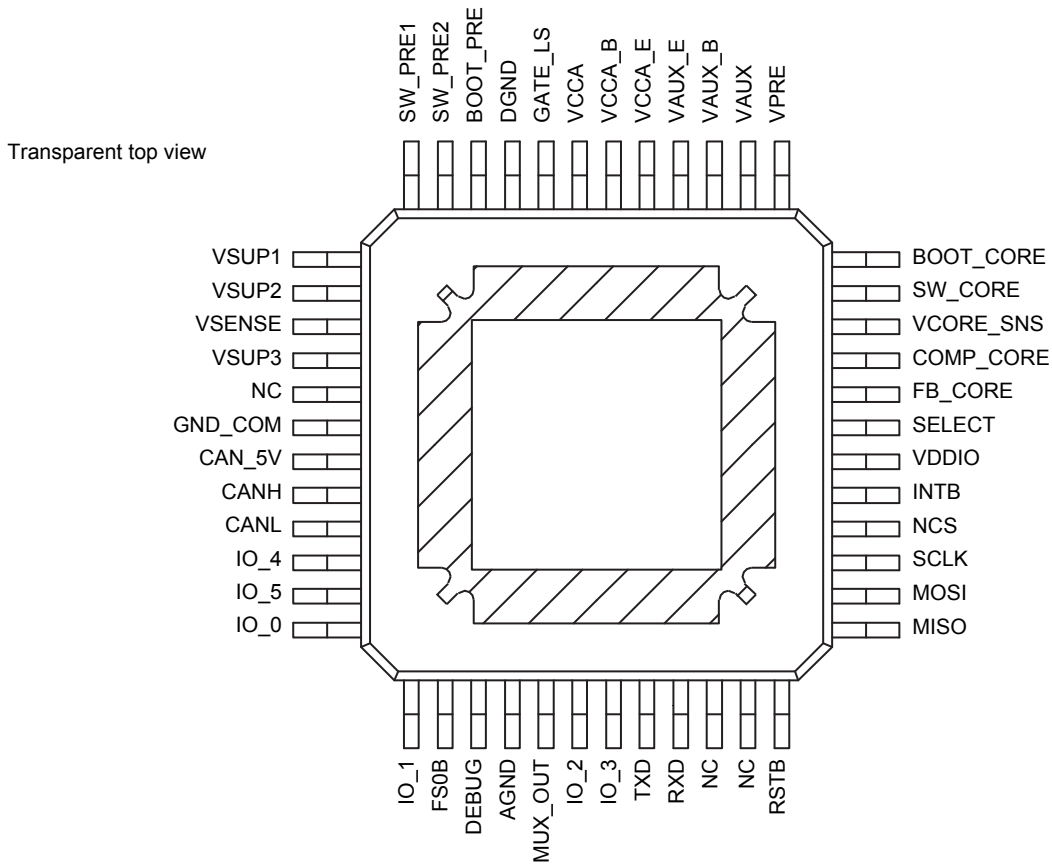 SW_PRE1
SW_PRE2
BOOT_PRE
DGND
GATE_LS
VCCA
VCCA_B
VCCA_E
VAUX_E
VAUX_B
VAUX
VPRE
Transparent top view
VSUP1
VSUP2
VSENSE
VSUP3
NC
GND_COM
CAN_5V
CANH
CANL
IO_4
IO_5
IO_0
BOOT_CORE
SW_CORE
VCORE_SNS
COMP_CORE
FB_CORE
SELECT
VDDIO
INTB
NCS
SCLK
MOSI
MISO
IO_1
FS0B
DEBUG
AGND
MUX_OUT
IO_2
IO_3
TXD
RXD
NC
NC
RSTB